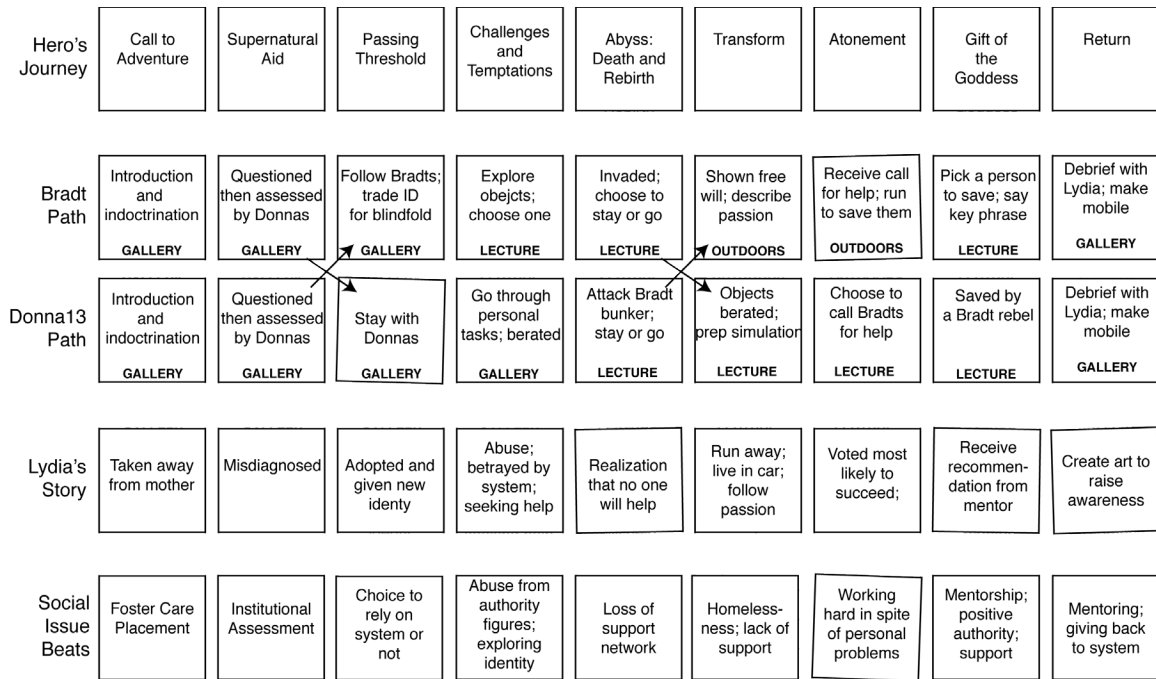 Hero's
Journey
Call to
Adventure
Supernatural
Aid
Passing
Threshold
Challenges
and
Temptations
Abyss:
Death and
Rebirth
Transform
Atonement
Gift of
the
Goddess
Return
Bradt
Path
Introduction
and
indoctrination
GALLERY
Questioned
then assessed
by Donnas
GALLERY
Follow Bradts;
trade ID
for blindfold
GALLERY
Explore
obejcts;
choose one
LECTURE
Invaded;
choose to
stay or go
LECTURE
Shown free
will; describe
passion
OUTDOORS
Receive call
for help; run
to save them
OUTDOORS
Pick a person
to save; say
key phrase
LECTURE
Debrief with
Lydia; make
mobile
GALLERY
Donna13
Path
Introduction
and
indoctrination
GALLERY
Questioned
then assessed
by Donnas
GALLERY
Stay with
Donnas
GALLERY
Go through
personal
tasks; berated
GALLERY
Attack Bradt
bunker;
stay or go
LECTURE
Objects
berated;
prep simulation
LECTURE
Choose to
call Bradts
for help
LECTURE
Saved by
a Bradt rebel
LECTURE
Debrief with
Lydia; make
mobile
GALLERY
Lydia's
Story
Taken away
from mother
Misdiagnosed
Adopted and
given new
identy
Abuse;
betrayed by
system;
seeking help
Realization
that no one
will help
Run away;
live in car;
follow
passion
Voted most
likely to
succeed;
Receive
recommen-
dation from
mentor
Create art to
raise
awareness
Social
Issue
Beats
Foster Care
Placement
Institutional
Assessment
Choice to
rely on
system or
not
Abuse from
authority
figures;
exploring
identity
Loss of
support
network
Homeless-
ness; lack of
support
Working
hard in spite
of personal
problems
Mentorship;
positive
authority;
support
Mentoring;
giving back
to system